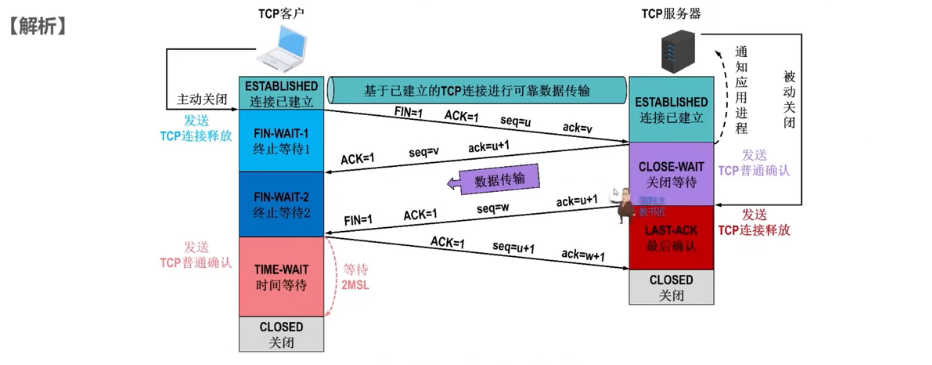 【解析】
TCP客户
TCP服务器
ESTABLISHED
连接已建立
基于已建立的TCP连接进行可靠数据传输
ESTABLISHED
连接已建立
通知应用进程
被动关闭
主动关闭
发送
TCP连接释放
FIN=1 ACK=1 seq=u ack=v
FIN-WAIT-1
终止等待1
ACK=1 seq=v ack=u+1
CLOSE-WAIT
关闭等待
发送
TCP普通确认
数据传输
FIN-WAIT-2
终止等待2
FIN=1 ACK=1 seq=w ack=u+1
发送
TCP连接释放
LAST-ACK
最后确认
ACK=1 seq=u+1 ack=w+1
发送
TCP普通确认
TIME-WAIT
时间等待
等待
2MSL
CLOSED
关闭
CLOSED
关闭